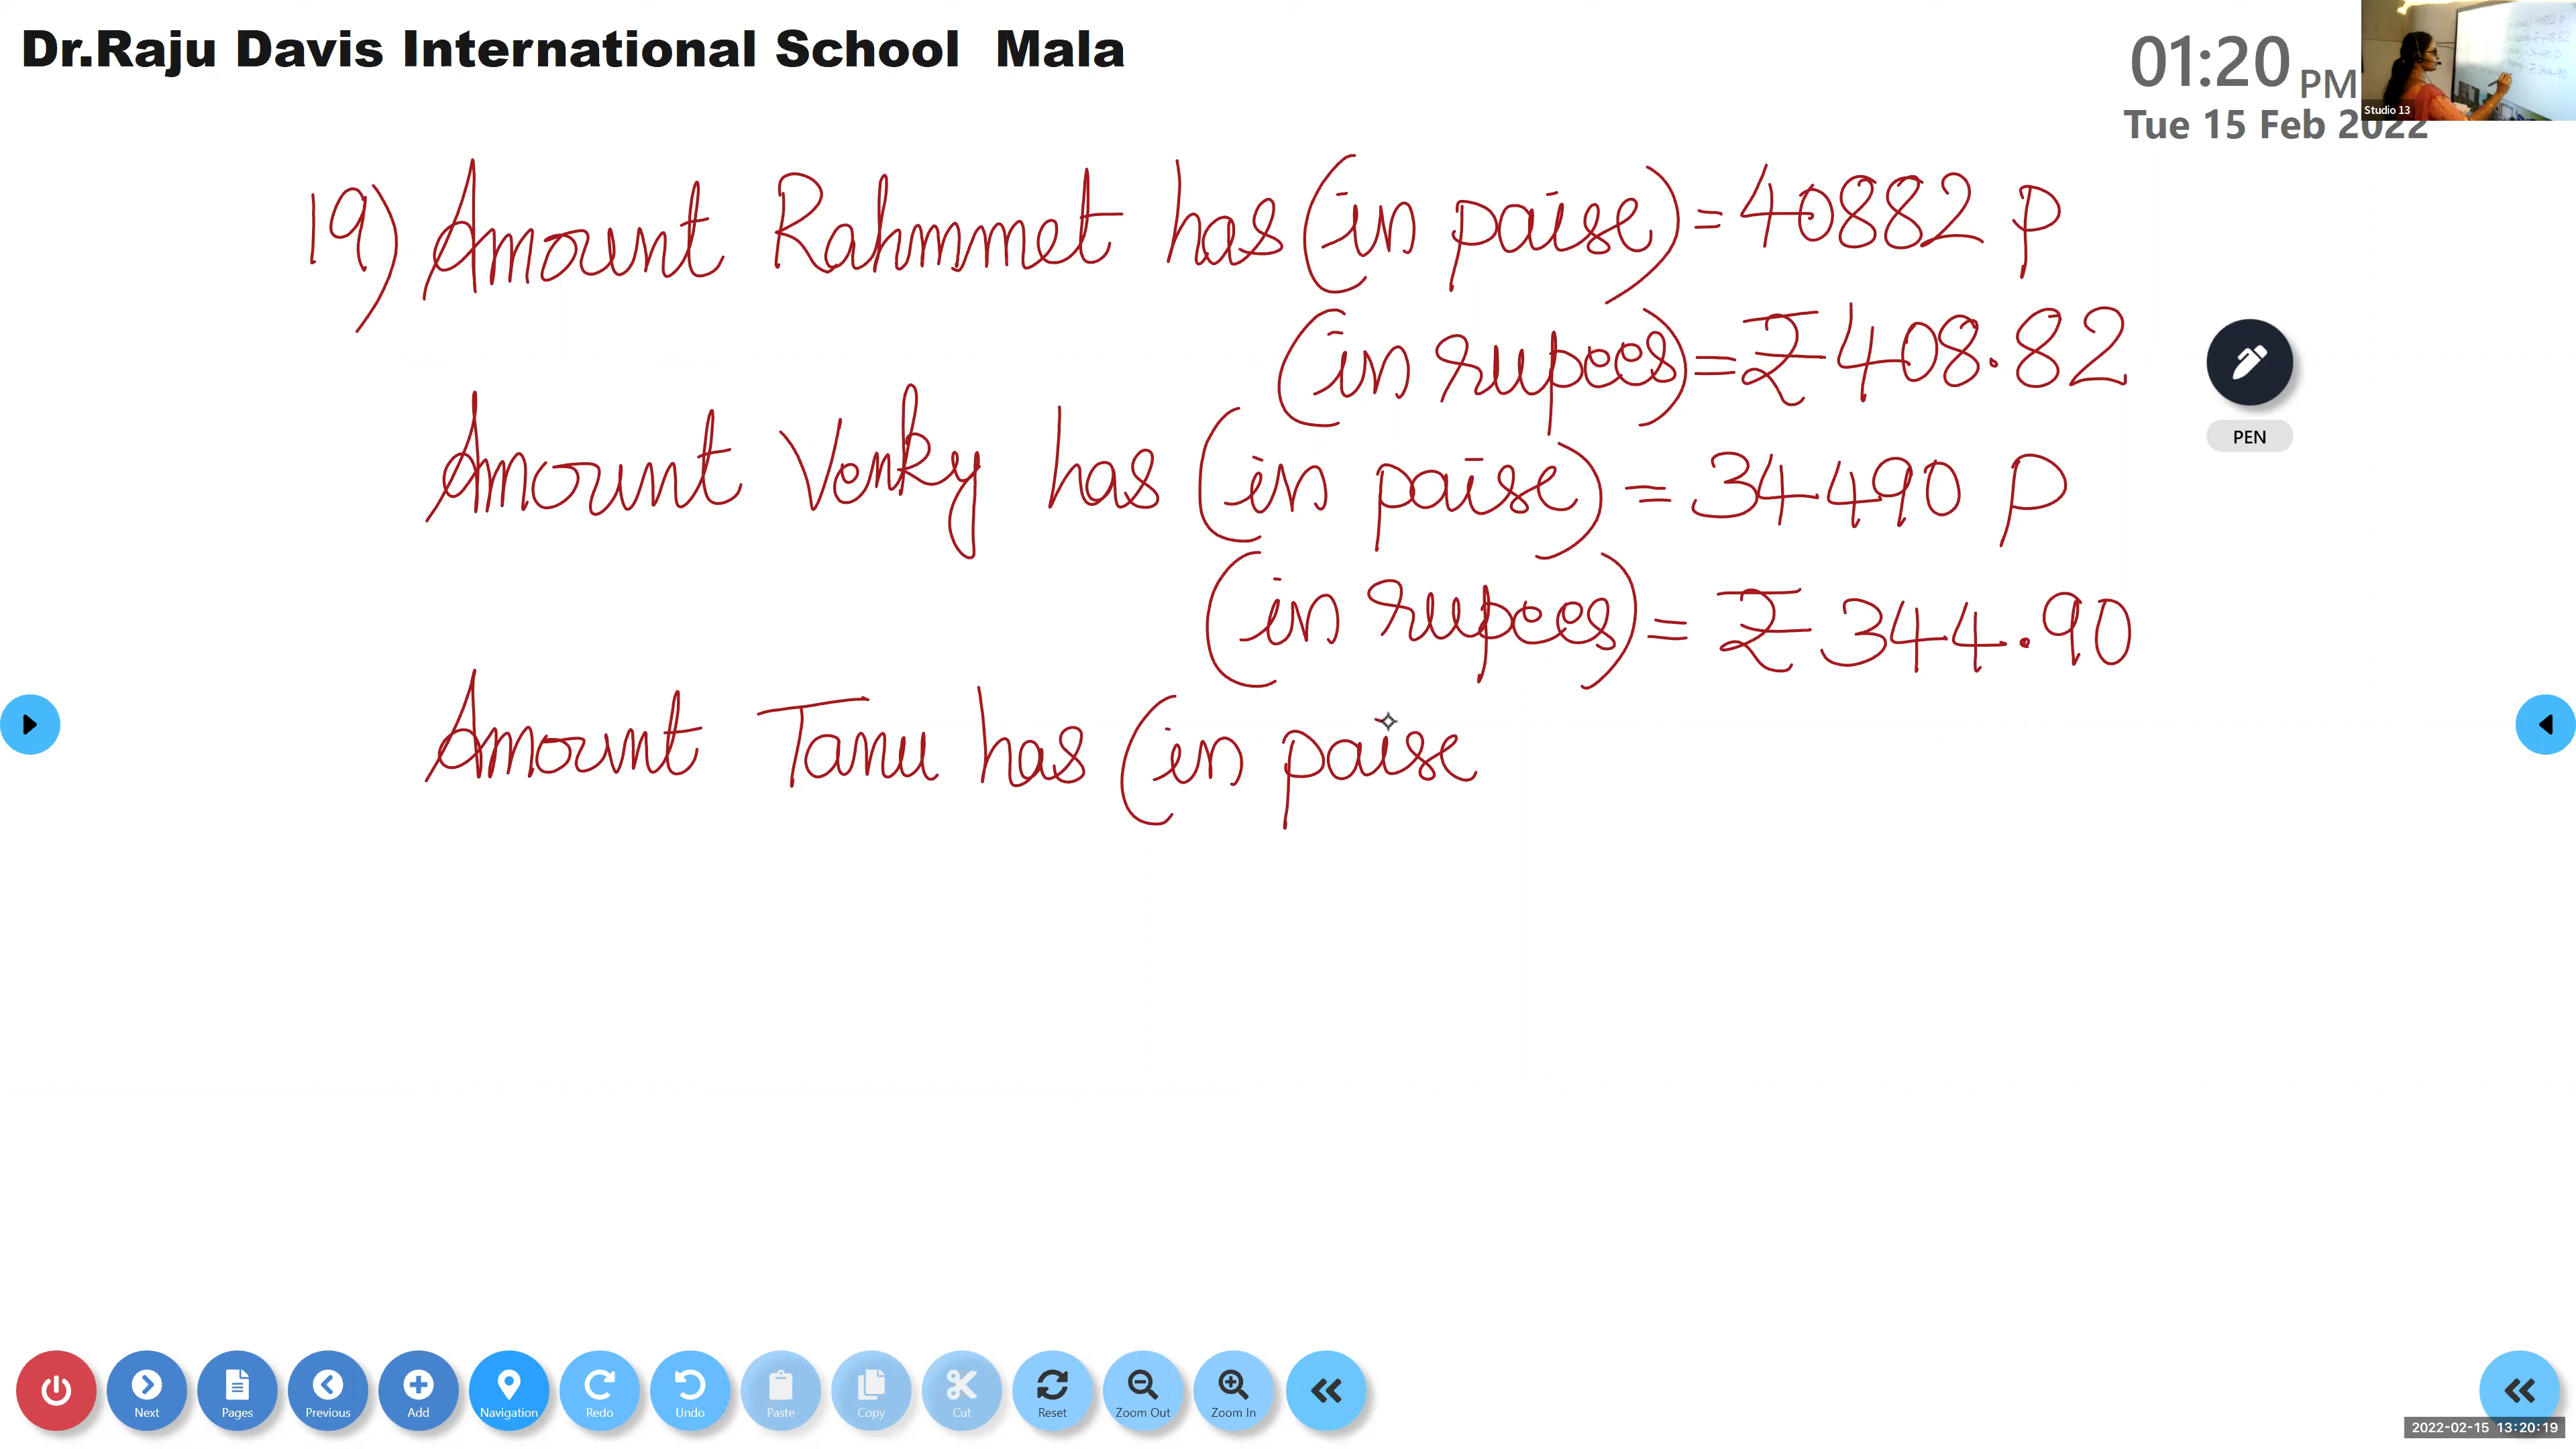 Dr.Raju Davis International School Mala
01:20 PM
Tue 15 Feb 2022
Studio 13
19) Amount Rahmmet has (in paise) = 40882 P
(in rupees) = ₹ 408.82
Amount Venky has (in paise) = 34490 P
(in rupees) = ₹ 344.90
Amount Tanu has (in paise
PEN
Next
Pages
Previous
Add
Navigation
Redo
Undo
Paste
Copy
Cut
Reset
Zoom Out
Zoom In
2022-02-15 13:20:19